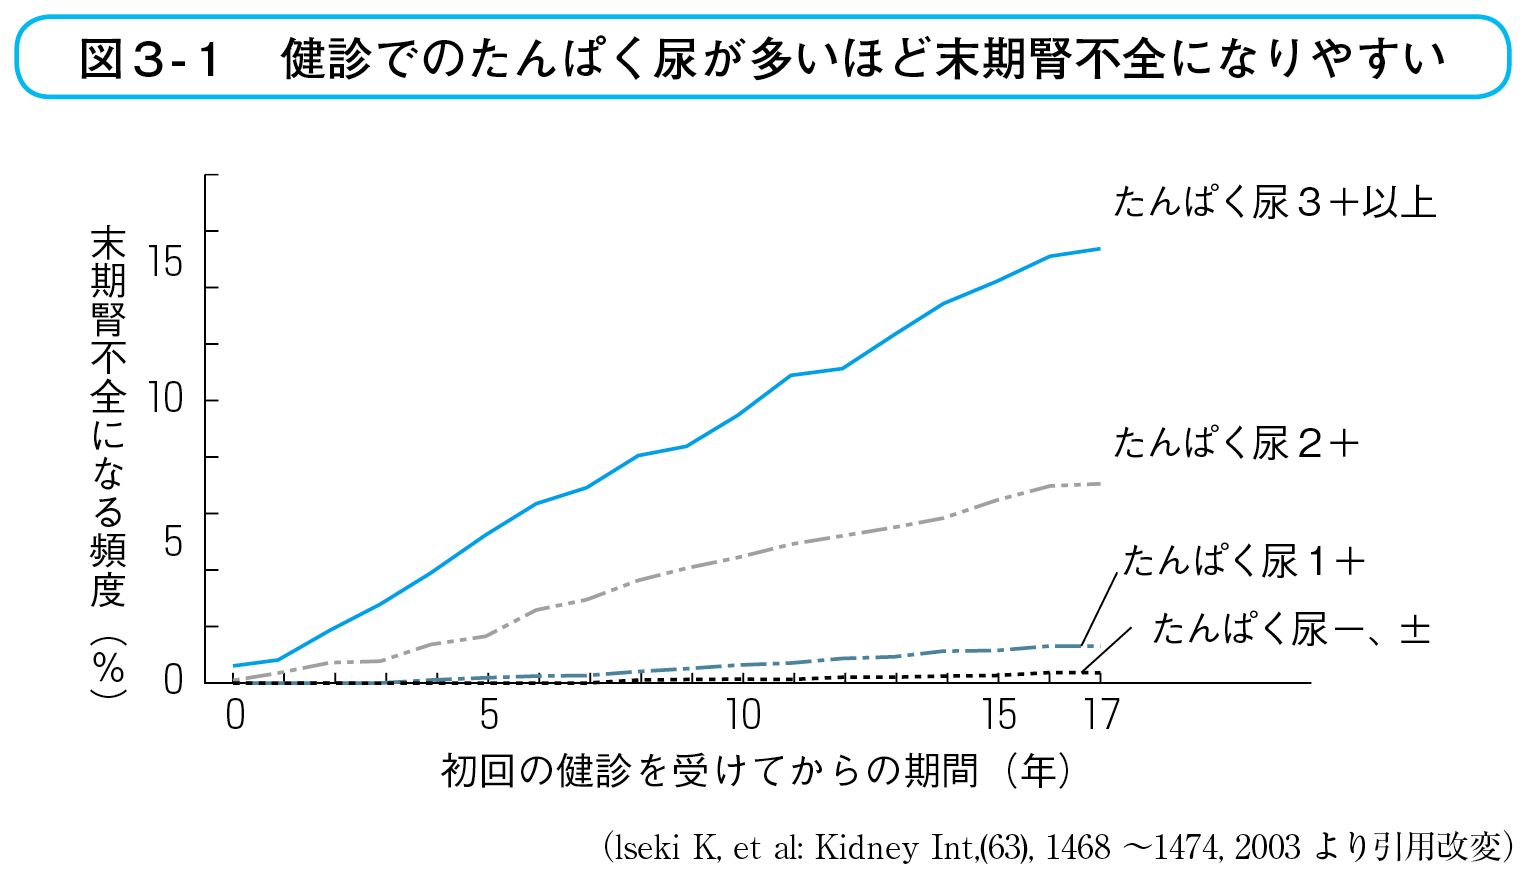 図3-1　健診でのたんぱく尿が多いほど末期腎不全になりやすい
末期腎不全になる頻度（%）
15
10
5
0
たんぱく尿3＋以上
たんぱく尿2＋
たんぱく尿1＋
たんぱく尿－、±
0 5 10 15 17
初回の健診を受けてからの期間（年）
(Iseki K, et al: Kidney Int,(63), 1468 ～1474, 2003 より引用改変)